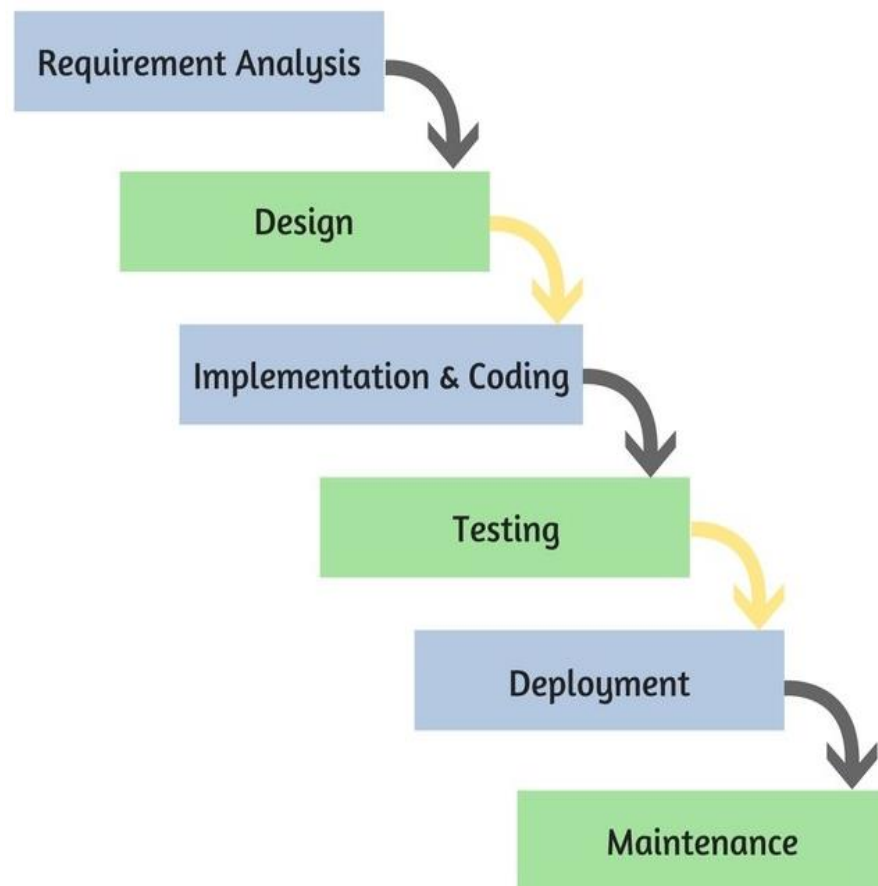 Requirement Analysis
Design
Implementation & Coding
Testing
Deployment
Maintenance